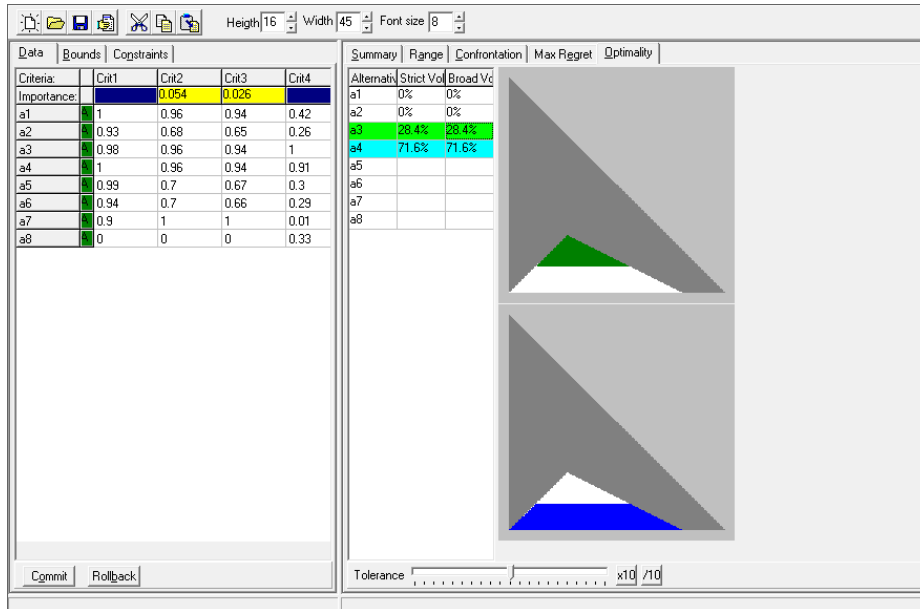 Heigth 16 Width 45 Font size 8
Data Bounds Constraints
Criteria: Crit1 Crit2 Crit3 Crit4
Importance: 0.054 0.026
a1 A 1 0.96 0.94 0.42
a2 A 0.93 0.68 0.65 0.26
a3 A 0.98 0.96 0.94 1
a4 A 1 0.96 0.94 0.91
a5 A 0.99 0.7 0.67 0.3
a6 A 0.94 0.7 0.66 0.29
a7 A 0.9 1 1 0.01
a8 A 0 0 0 0.33
Commit Rollback
Summary Range Confrontation Max Regret Optimality
Alternativ Strict Vol Broad Vo
a1 0% 0%
a2 0% 0%
a3 28.4% 28.4%
a4 71.6% 71.6%
a5
a6
a7
a8
Tolerance x10 /10